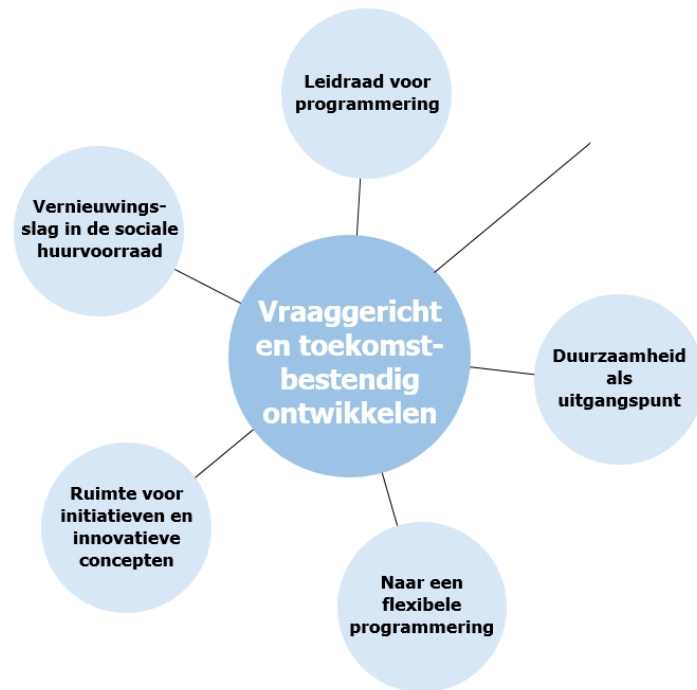 Leidraad voor
programmering
Vernieuwings-
slag in de sociale
huurvoorraad
Vraaggericht
en toekomst-
bestendig
ontwikkelen
Duurzaamheid
als
uitgangspunt
Ruimte voor
initiatieven en
innovatieve
concepten
Naar een
flexibele
programmering